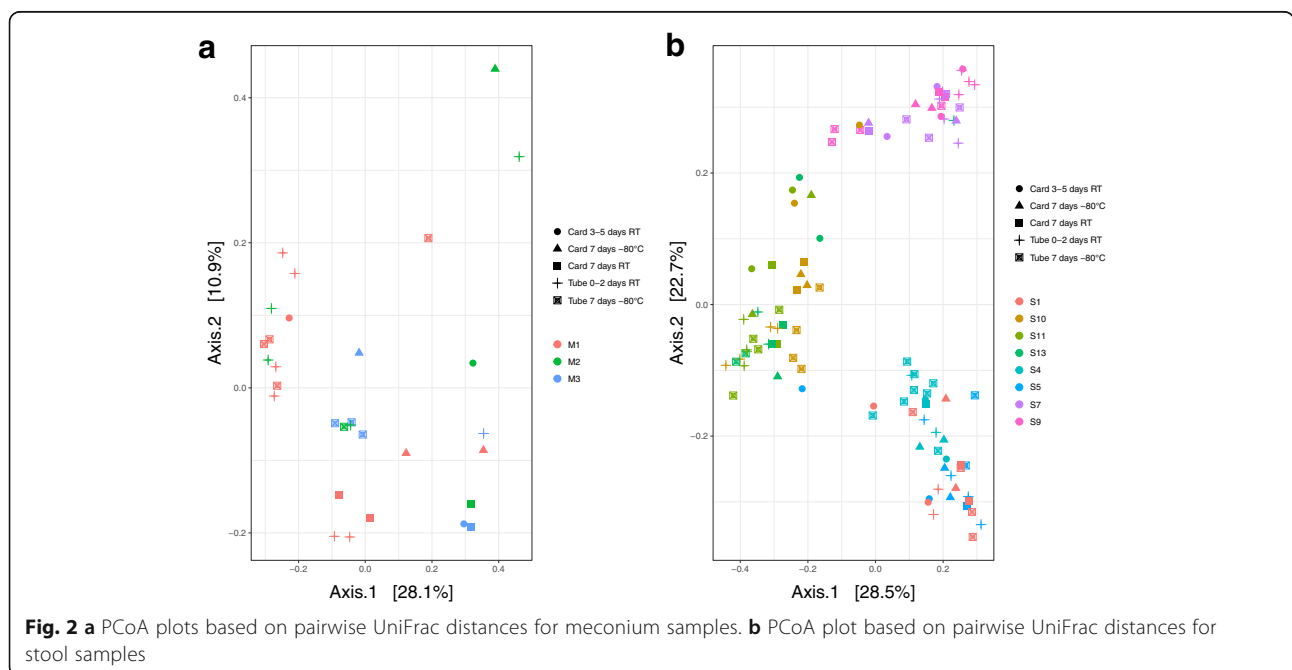 a
0.4
0.2
0.0
−0.2
Axis.2 [10.9%]
−0.2
0.0
0.2
0.4
Axis.1 [28.1%]
Card 3−5 days RT
Card 7 days −80°C
Card 7 days RT
Tube 0−2 days RT
Tube 7 days −80°C
M1
M2
M3
b
0.2
0.0
−0.2
Axis.2 [22.7%]
−0.4
−0.2
0.0
0.2
Axis.1 [28.5%]
Card 3−5 days RT
Card 7 days −80°C
Card 7 days RT
Tube 0−2 days RT
Tube 7 days −80°C
S1
S10
S11
S13
S4
S5
S7
S9
Fig. 2 a PCoA plots based on pairwise UniFrac distances for meconium samples. b PCoA plot based on pairwise UniFrac distances for
stool samples